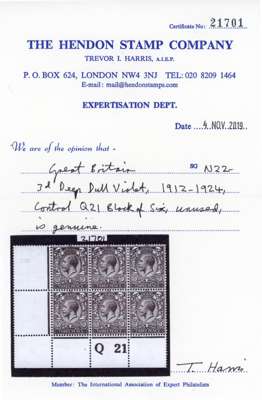 Certificate No: 21701
THE HENDON STAMP COMPANY
TREVOR I. HARRIS, A.I.E.P.
P. O. BOX 624, LONDON NW4 3NJ TEL: 020 8209 1464
E-mail: mail@hendonstamps.com
EXPERTISATION DEPT.
Date 4. NOV. 2019
We are of the opinion that -
Great Britain SG N22
3d Deep Dull Violet, 1912-1924,
Control Q21 Block of Six, unused,
is genuine.
21701
Q 21
T. Harris
Member: The International Association of Expert Philatelists